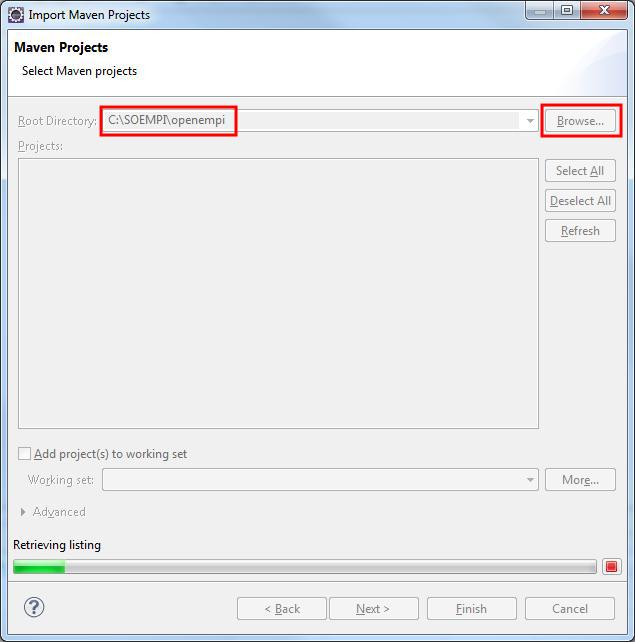 Import Maven Projects
Maven Projects
Select Maven projects
Root Directory: C:\SOEMPI\openempi Browse...
Projects:
Select All
Deselect All
Refresh
Add project(s) to working set
Working set: More...
Advanced
Retrieving listing
? < Back Next > Finish Cancel